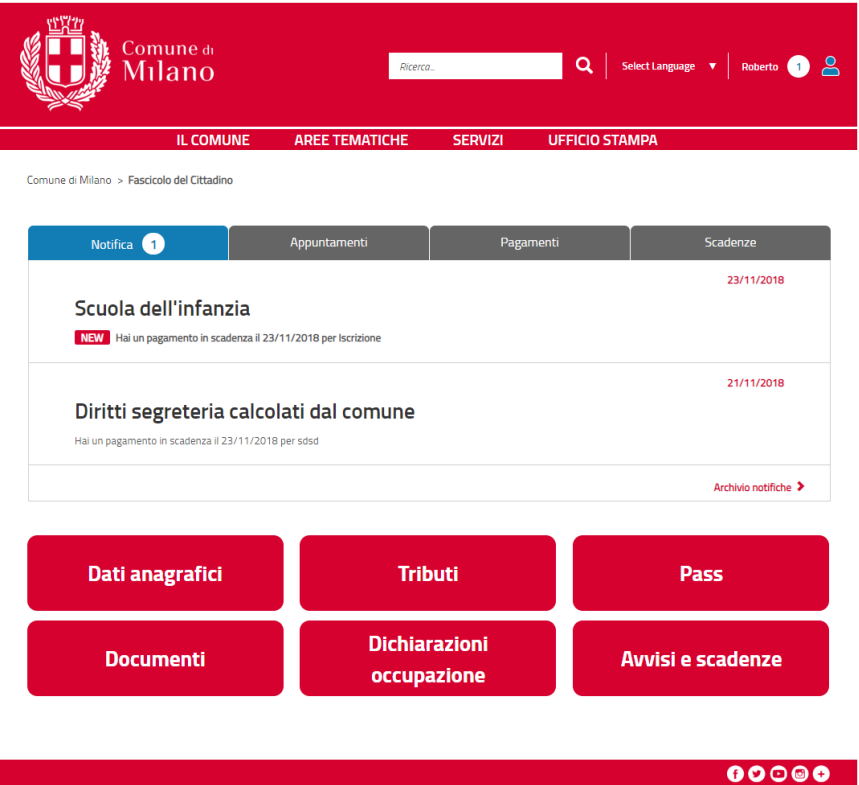 Comune di
Milano
Ricerca...
Select Language ▼
Roberto 1
IL COMUNE AREE TEMATICHE SERVIZI UFFICIO STAMPA
Comune di Milano > Fascicolo del Cittadino
Notifica 1 Appuntamenti Pagamenti Scadenze
23/11/2018
Scuola dell'infanzia
NEW Hai un pagamento in scadenza il 23/11/2018 per Iscrizione
21/11/2018
Diritti segreteria calcolati dal comune
Hai un pagamento in scadenza il 23/11/2018 per sdsd
Archivio notifiche
Dati anagrafici
Tributi
Pass
Documenti
Dichiarazioni
occupazione
Avvisi e scadenze